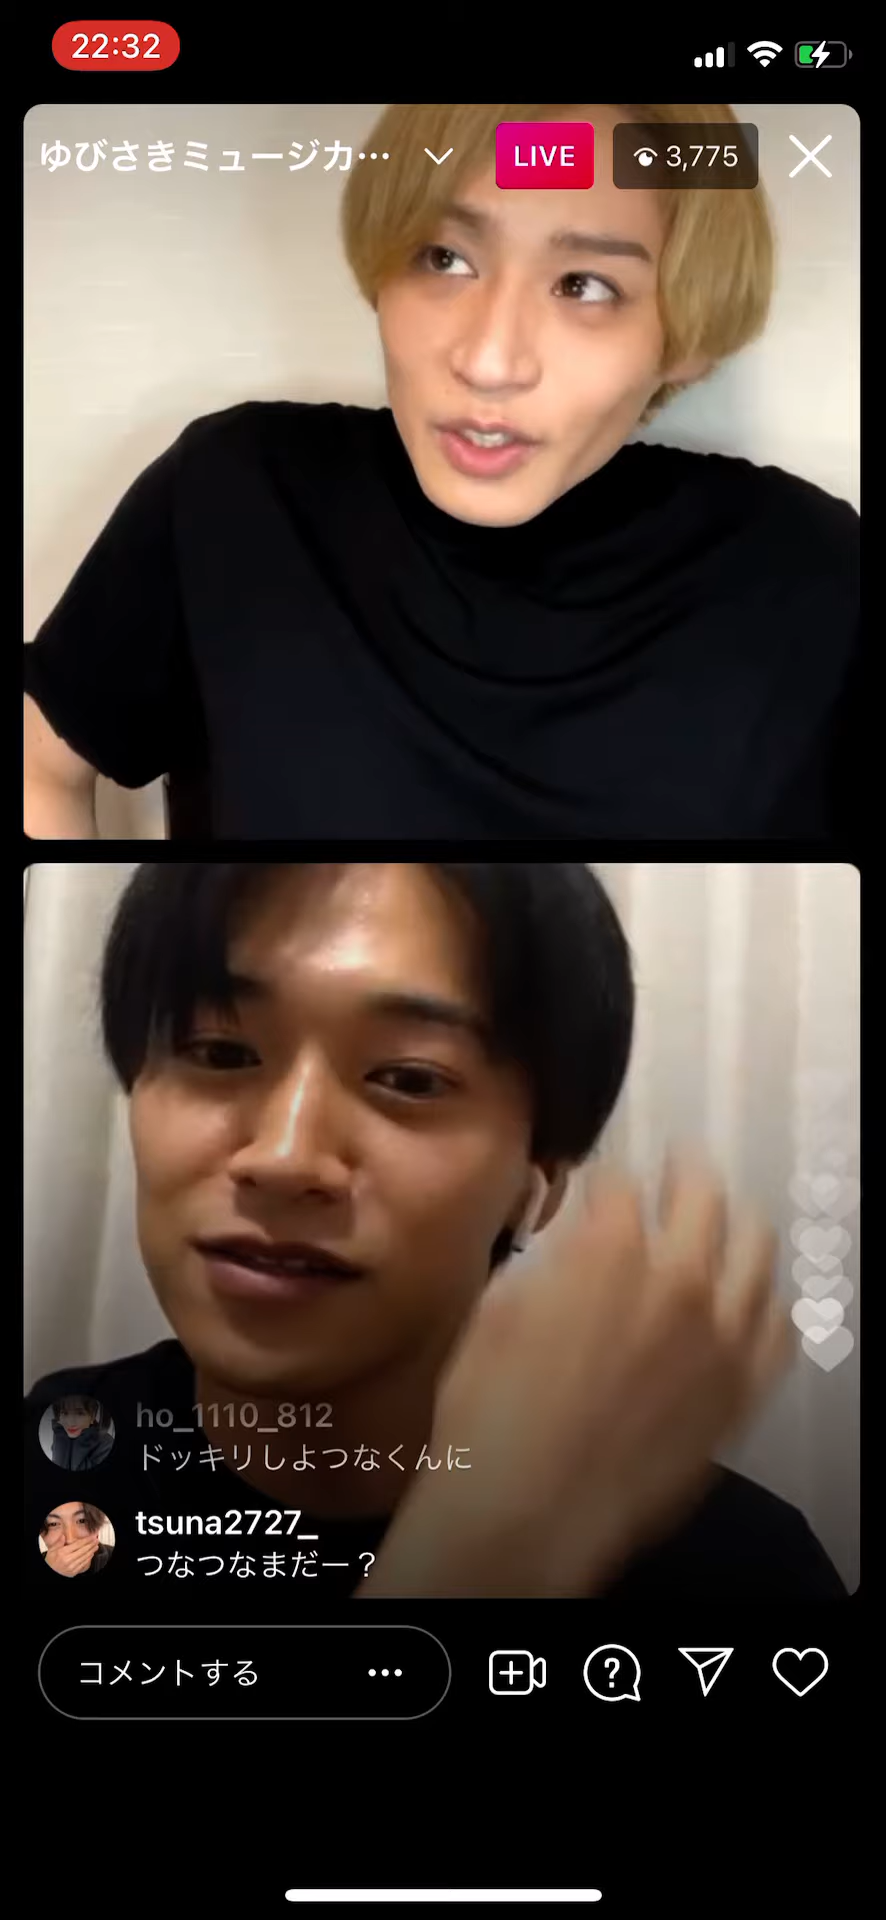 22:32
ゆびさきミュージカ…
LIVE
3,775
ho_1110_812
ドッキリしよつなくんに
tsuna2727_
つなつなまだー？
コメントする